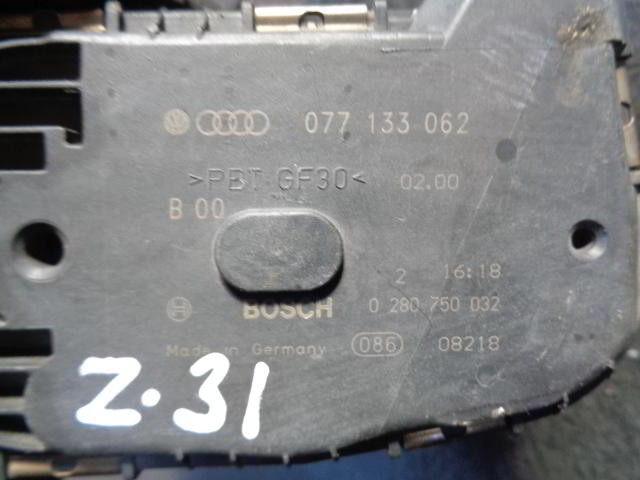 077 133 062
>PBT GF30< 02.00
B 00
2 16:18
BOSCH 0 280 750 032
Made in Germany 086 08218
Z.31